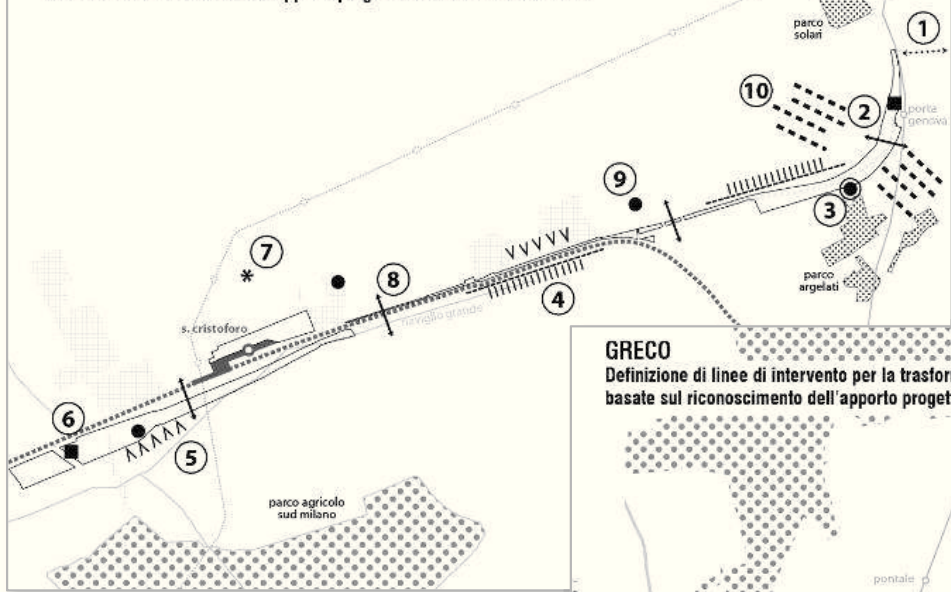 parco
solari
1
10
2
porta
genova
9
3
7
parco
argelati
8
4
naviglio grande
s. cristoforo
GRECO
Definizione di linee di intervento per la trasfor
basate sul riconoscimento dell'apporto proget
6
5
parco agricolo
sud milano
pontale